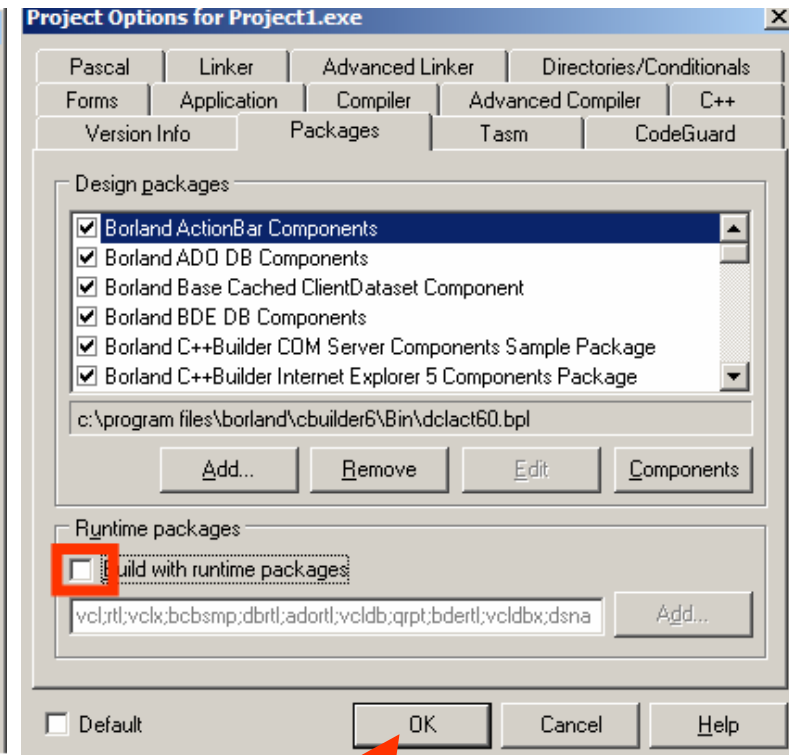 Project Options for Project1.exe
Pascal Linker Advanced Linker Directories/Conditionals
Forms Application Compiler Advanced Compiler C++
Version Info Packages Tasm CodeGuard
Design packages
Borland ActionBar Components
Borland ADO DB Components
Borland Base Cached ClientDataset Component
Borland BDE DB Components
Borland C++Builder COM Server Components Sample Package
Borland C++Builder Internet Explorer 5 Components Package
c:\program files\borland\cbuilder6\Bin\dclact60.bpl
Add... Remove Edit Components
Runtime packages
Build with runtime packages
vcl;rtl;vclx;bcbsmp;dbrtl;adortl;vcldb;qrpt;bdertl;vcldbx;dsna Add...
Default OK Cancel Help